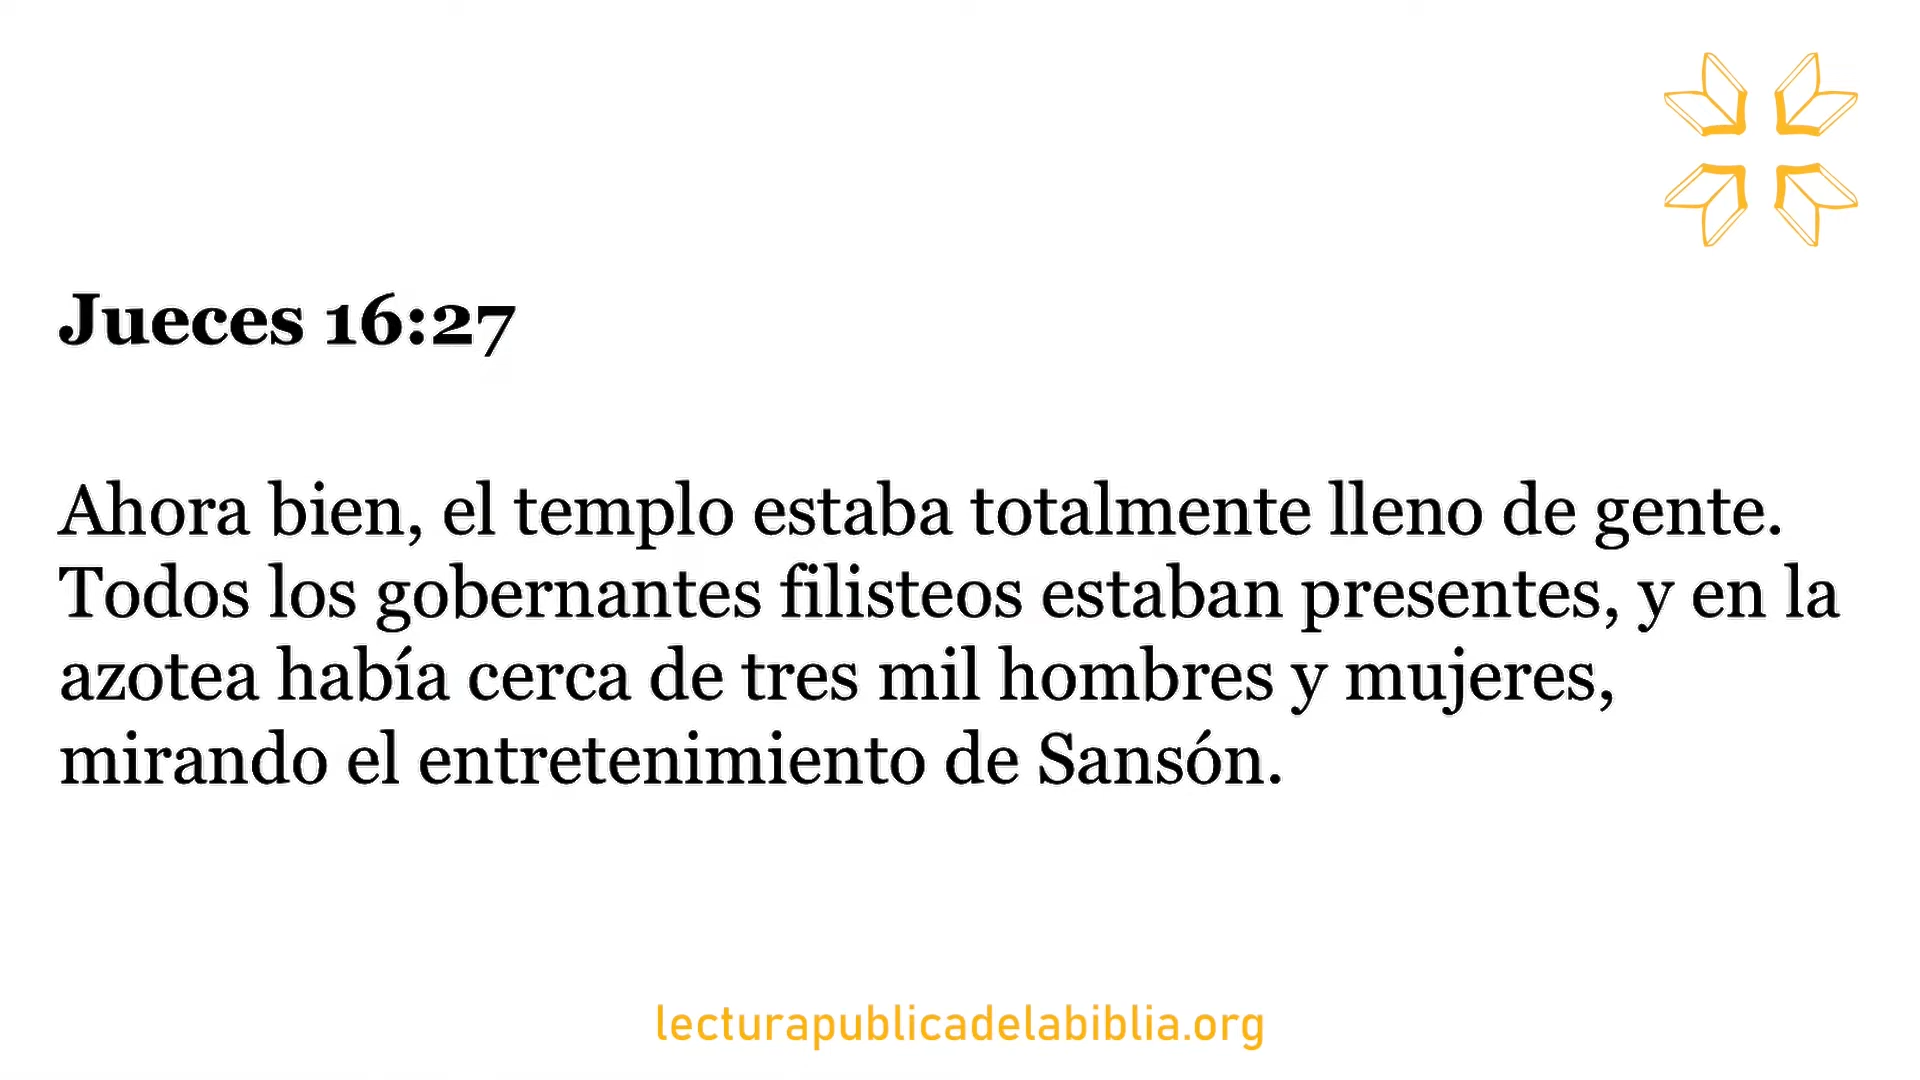 Jueces 16:27
Ahora bien, el templo estaba totalmente lleno de gente.
Todos los gobernantes filisteos estaban presentes, y en la
azotea había cerca de tres mil hombres y mujeres,
mirando el entretenimiento de Sansón.
lecturapublicadelabiblia.org